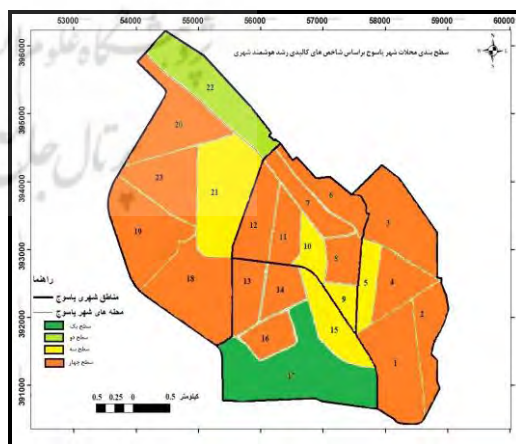 53000 54000 55000 56000 57000 58000 59000 60000
سطح بندی محلات شهر یاسوج براساس شاخص های کالبدی رشد هوشمند شهری
396000
395000
394000
393000
392000
391000
20
21
12
11
7
6
10
3
19
18
13
14
9
5
4
2
15
16
1
17
راهنما
مناطق شهری یاسوج
محله های شهر یاسوج
سطح یک
سطح دو
سطح سه
سطح چهار
0.5 0.25 0 0.5
کیلومتر